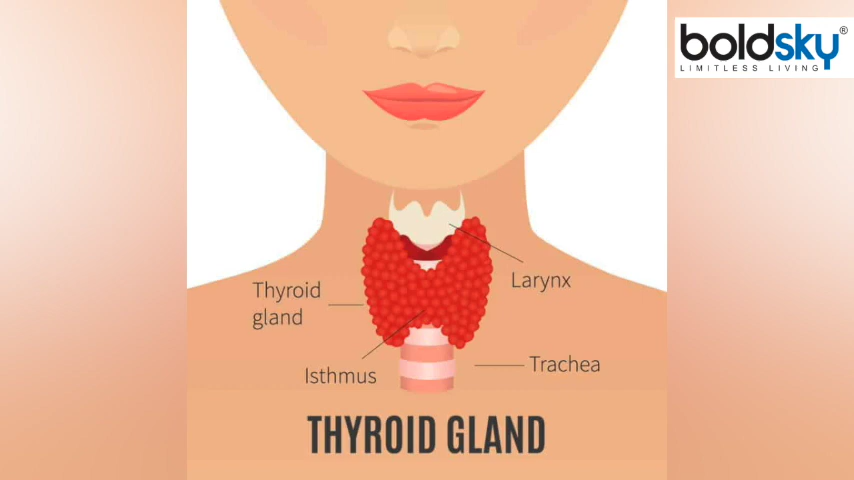 boldsky®
LIMITLESS LIVING
Larynx
Thyroid
gland
Trachea
Isthmus
THYROID GLAND